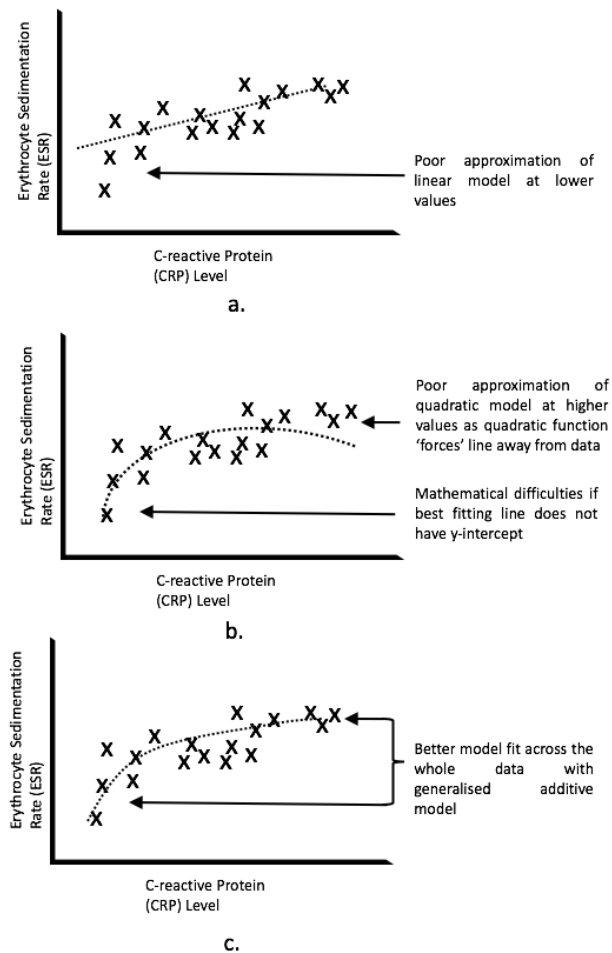 Erythrocyte Sedimentation
Rate (ESR)
Poor approximation of
linear model at lower
values
C-reactive Protein
(CRP) Level
a.
Erythrocyte Sedimentation
Rate (ESR)
Poor approximation of
quadratic model at higher
values as quadratic function
‘forces’ line away from data
Mathematical difficulties if
best fitting line does not
have y-intercept
C-reactive Protein
(CRP) Level
b.
Erythrocyte Sedimentation
Rate (ESR)
Better model fit across the
whole data with
generalised additive
model
C-reactive Protein
(CRP) Level
c.